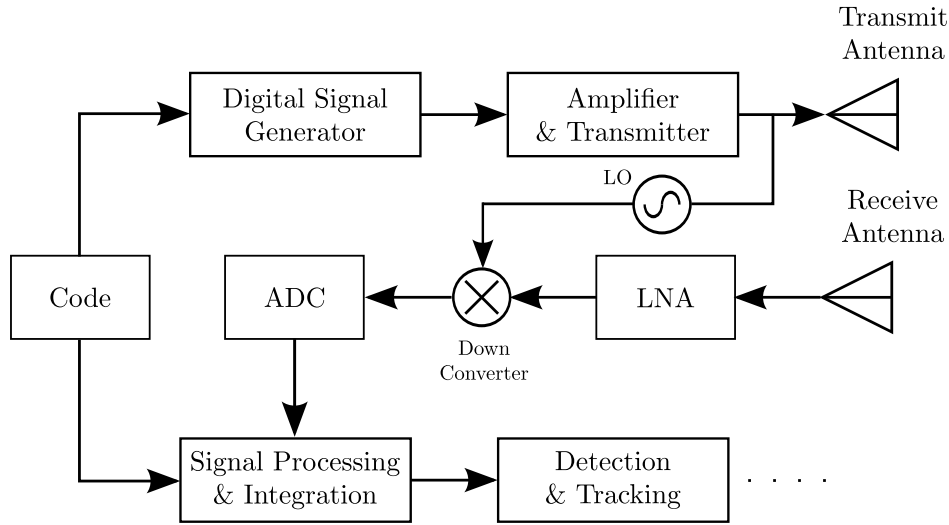 Transmit
Antenna
Digital Signal
Generator
Amplifier
& Transmitter
LO
Receive
Antenna
Code
ADC
LNA
Down
Converter
Signal Processing
& Integration
Detection
& Tracking
. . . .